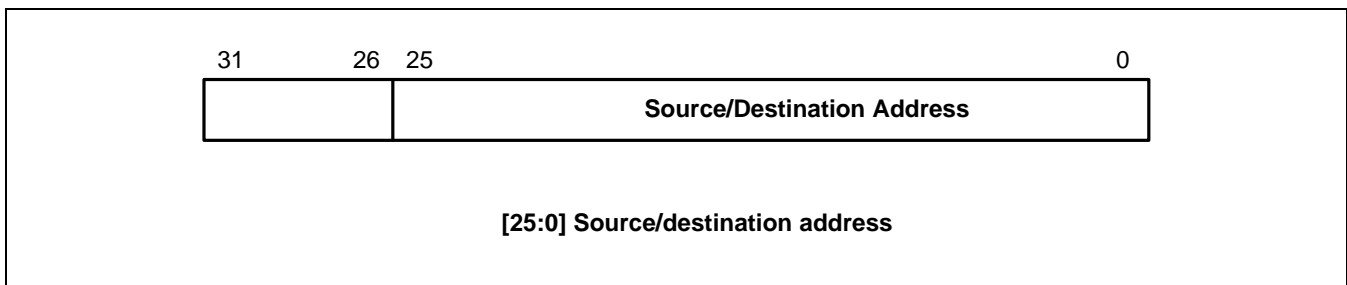 31 26 25 0
Source/Destination Address
[25:0] Source/destination address